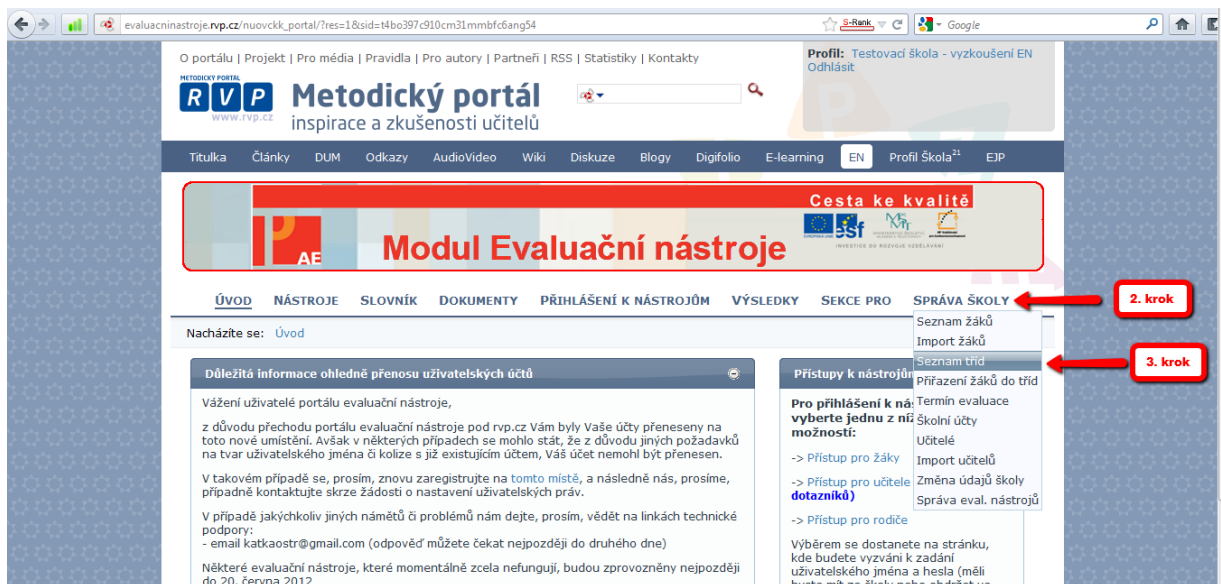 evaluacninastroje.rvp.cz/nuovckk_portal/?res=1&sid=t4bo397c910cm31mmbfc6ang54
S-Rank
Google
O portálu | Projekt | Pro média | Pravidla | Pro autory | Partneři | RSS | Statistiky | Kontakty
Profil: Testovací škola - vyzkoušení EN
Odhlásit
METODICKÝ PORTÁL
RVP
www.rvp.cz
Metodický portál
inspirace a zkušenosti učitelů
Titulka Články DUM Odkazy AudioVideo Wiki Diskuze Blogy Digifolio E-learning EN Profil Škola21 EJP
Cesta ke kvalitě
AE
Modul Evaluační nástroje
esf
INVESTICE DO ROZVOJE VZDĚLÁVÁNÍ
ÚVOD NÁSTROJE SLOVNÍK DOKUMENTY PŘIHLÁŠENÍ K NÁSTROJŮM VÝSLEDKY SEKCE PRO SPRÁVA ŠKOLY
2. krok
Nacházíte se: Úvod
Seznam žáků
Import žáků
Seznam tříd
3. krok
Přiřazení žáků do tříd
Termín evaluace
Školní účty
Učitelé
Import učitelů
Změna údajů školy
Správa eval. nástrojů
Důležitá informace ohledně přenosu uživatelských účtů
Vážení uživatelé portálu evaluační nástroje,
z důvodu přechodu portálu evaluační nástroje pod rvp.cz Vám byly Vaše účty přeneseny na
toto nové umístění. Avšak v některých případech se mohlo stát, že z důvodu jiných požadavků
na tvar uživatelského jména či kolize s již existujícím účtem, Váš účet nemohl být přenesen.
V takovém případě se, prosím, znovu zaregistrujte na tomto místě, a následně nás, prosíme,
případně kontaktujte skrze žádosti o nastavení uživatelských práv.
V případě jakýchkoliv jiných námětů či problémů nám dejte, prosím, vědět na linkách technické
podpory:
- email katkaostr@gmail.com (odpověď můžete čekat nejpozději do druhého dne)
Některé evaluační nástroje, které momentálně zcela nefungují, budou zprovozněny nejpozději
do 20. června 2012
Přístupy k nástrojům
Pro přihlášení k
vyberte jednu z
možností:
-> Přístup pro žáky
-> Přístup pro učitele
dotazníků)
-> Přístup pro rodiče
Výběrem se dostanete na stránku,
kde budete vyzváni k zadání
uživatelského jména a hesla (měli